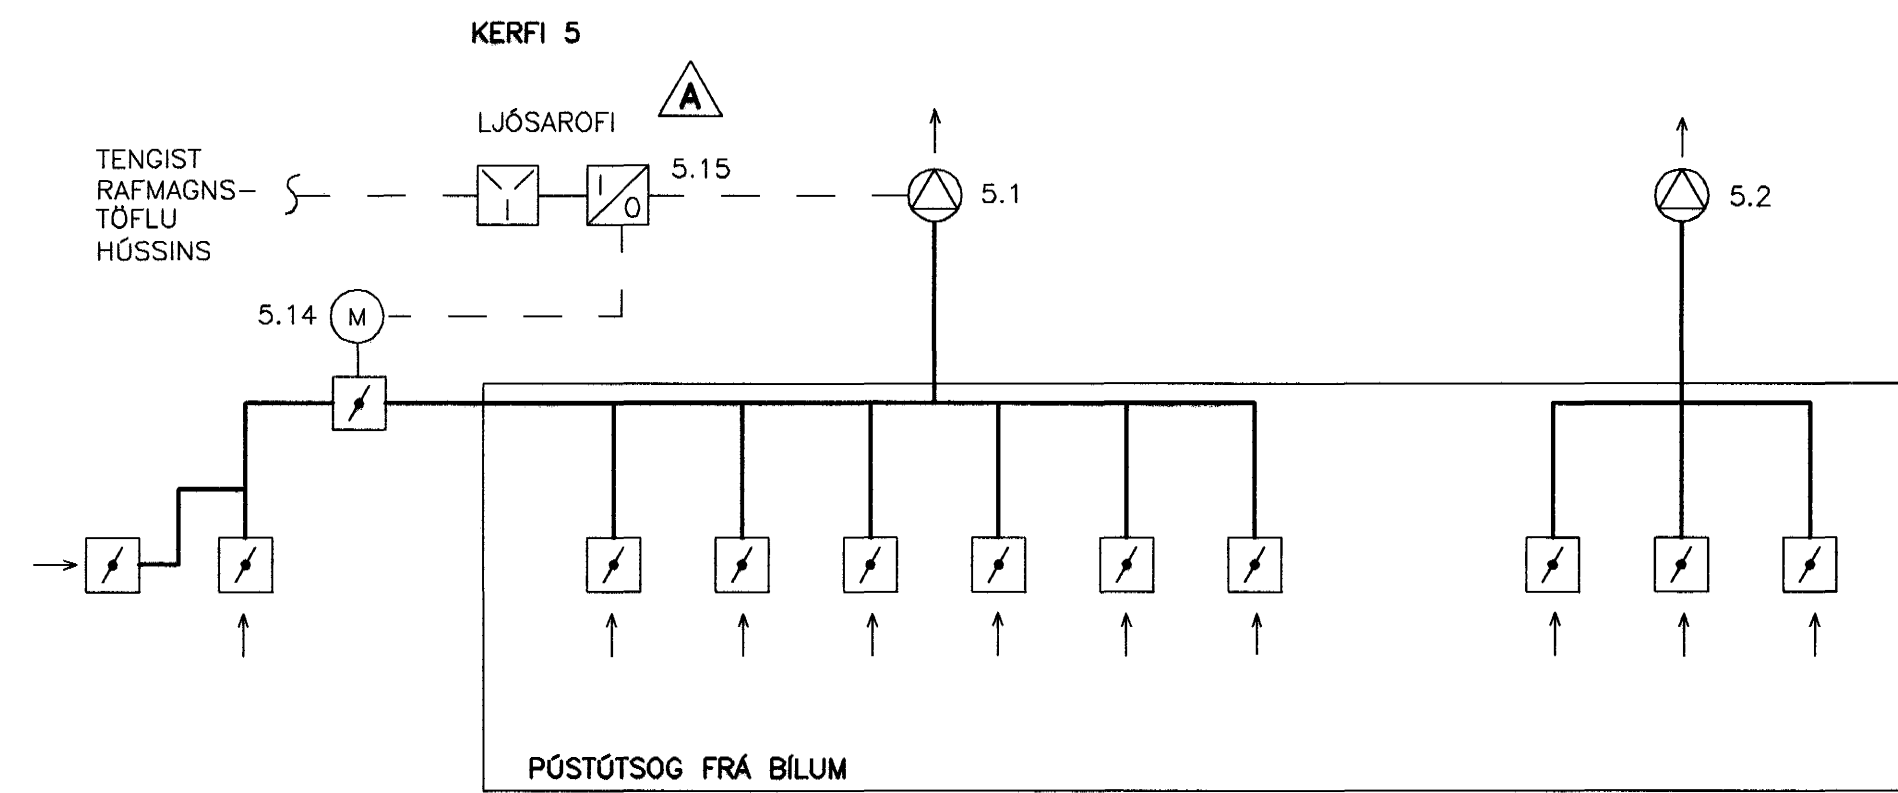 KERFI 5
A
LJÓSAROFI
TENGIST
RAFMAGNS-
TÖFLU
HÚSSINS
I
O
5.15
5.1
5.2
5.14
M
PÚSTÚTSOG FRÁ BÍLUM